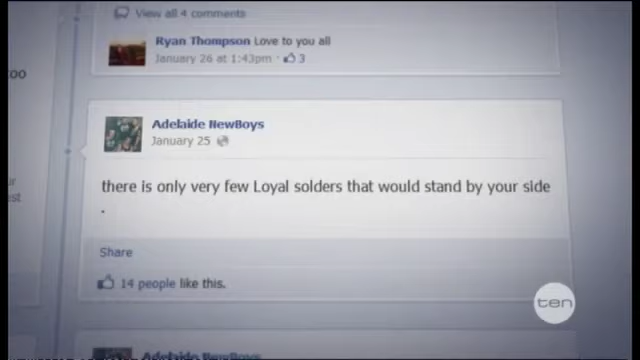 View all 4 comments
Ryan Thompson Love to you all
January 26 at 1:43pm · 3
Adelaide NewBoys
January 25
there is only very few Loyal solders that would stand by your side
.
Share
14 people like this.
ten
Adelaide NewBoys